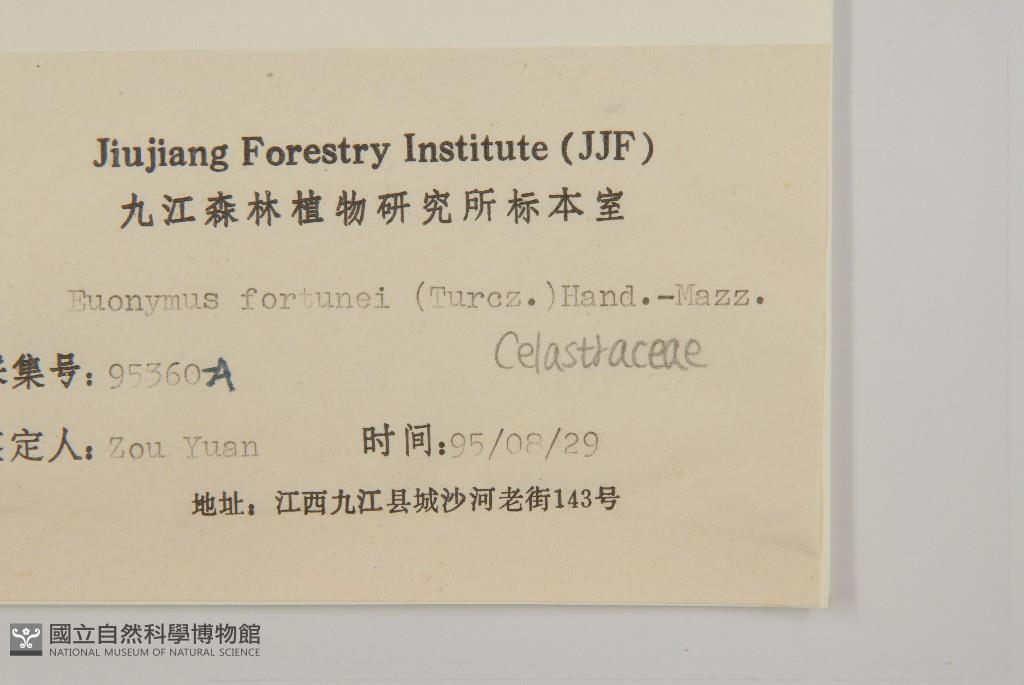 Jiujiang Forestry Institute (JJF)
九江森林植物研究所标本室
Euonymus fortunei (Turcz.)Hand.-Mazz.
Celastraceae
采集号: 95360-A
定人: Zou Yuan 时间:95/08/29
地址: 江西九江县城沙河老街143号
國立自然科學博物館
NATIONAL MUSEUM OF NATURAL SCIENCE